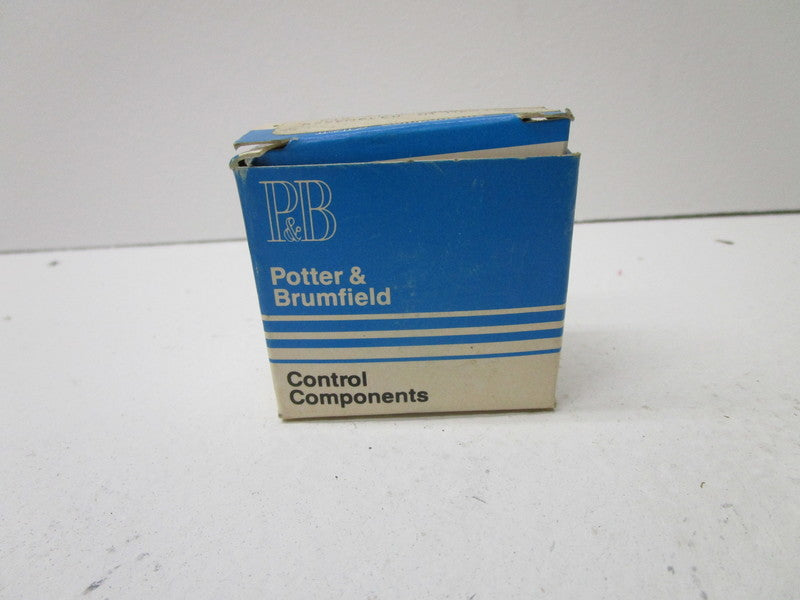 P&B
Potter &
Brumfield
Control
Components